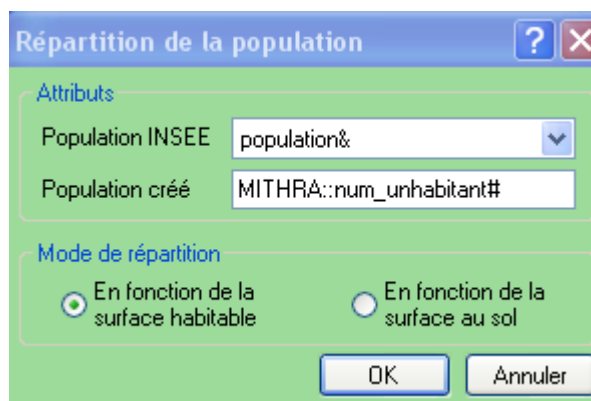 Répartition de la population
Attributs
Population INSEE population&
Population créé MITHRA::num_unhabitant#
Mode de répartition
En fonction de la
surface habitable
En fonction de la
surface au sol
OK Annuler